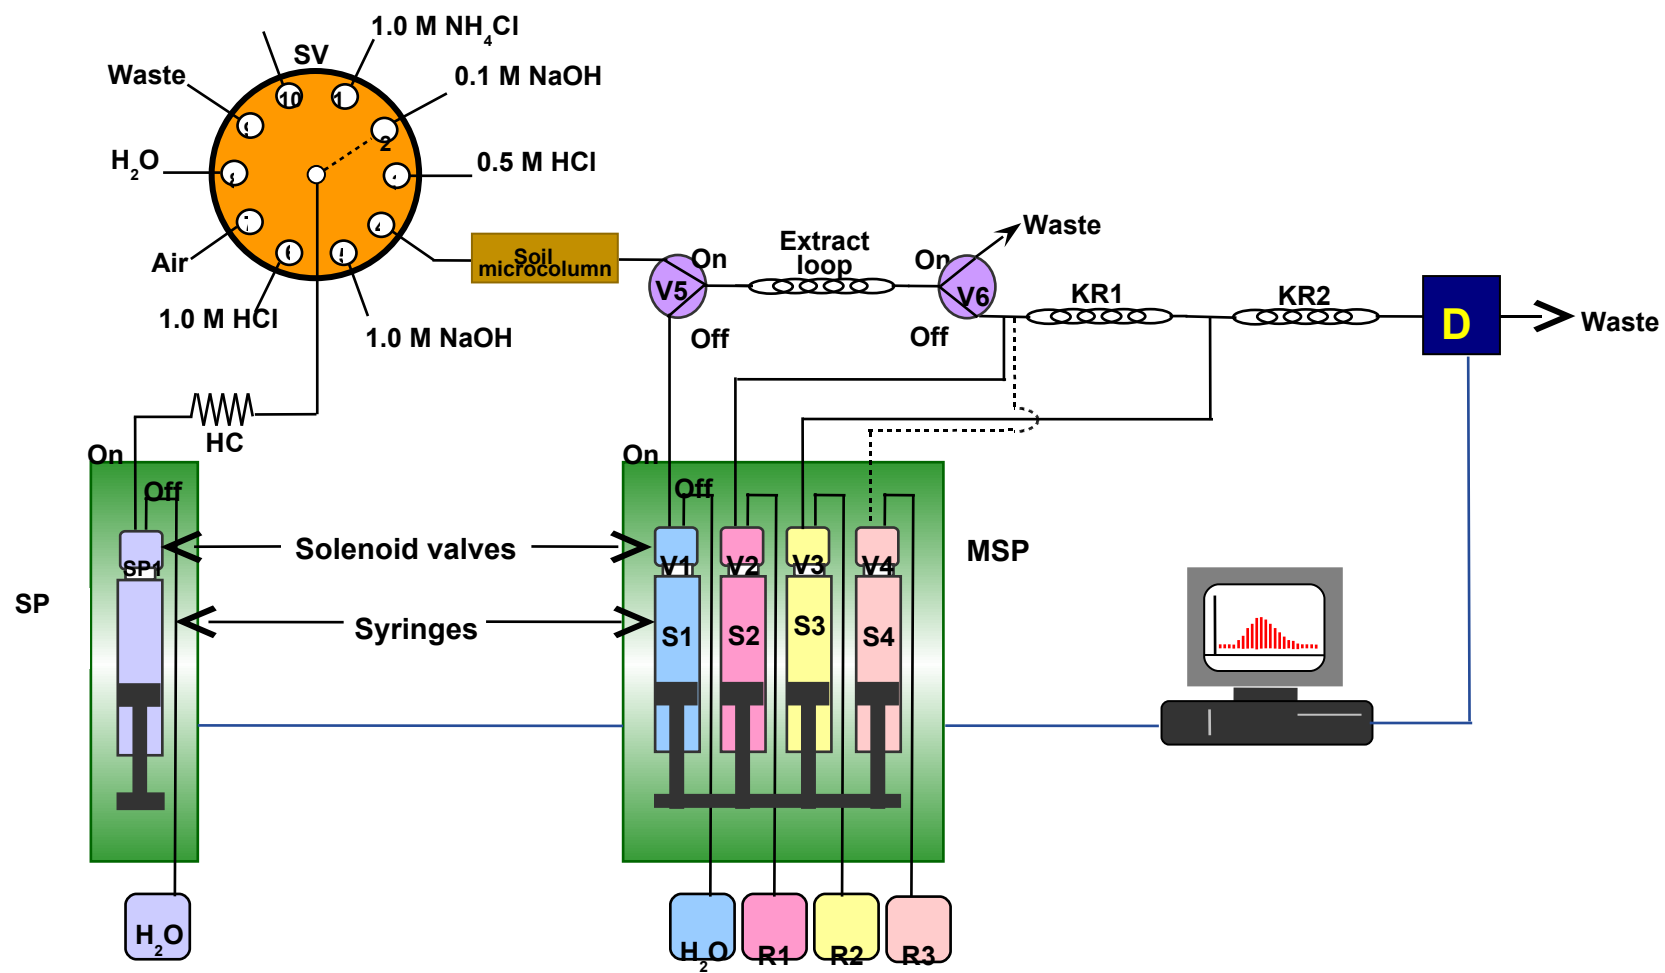 1.0 M NH4Cl
SV
Waste
0.1 M NaOH
10
1
2
H2O
0.5 M HCl
Air
1.0 M HCl
1.0 M NaOH
Soil
microcolumn
On
V5
Off
Extract
loop
On
V6
Off
Waste
KR1
KR2
D
Waste
HC
On
Off
On
Off
Solenoid valves
SP1
V1
V2
V3
V4
MSP
SP
Syringes
S1
S2
S3
S4
H2O
H2O
R1
R2
R3